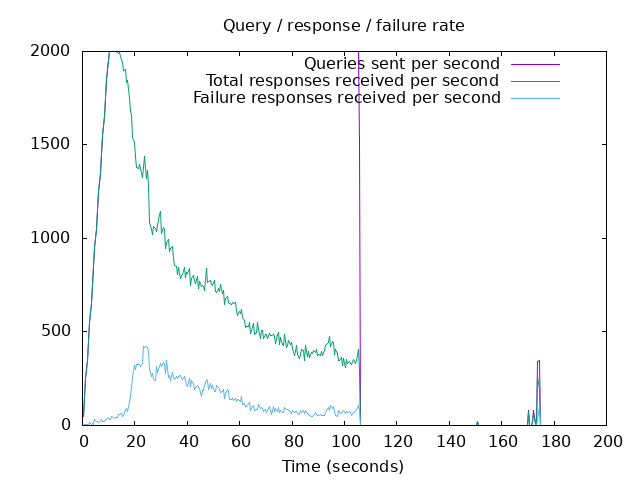 Query / response / failure rate
Queries sent per second
Total responses received per second
Failure responses received per second
2000
1500
1000
500
0
0 20 40 60 80 100 120 140 160 180 200
Time (seconds)